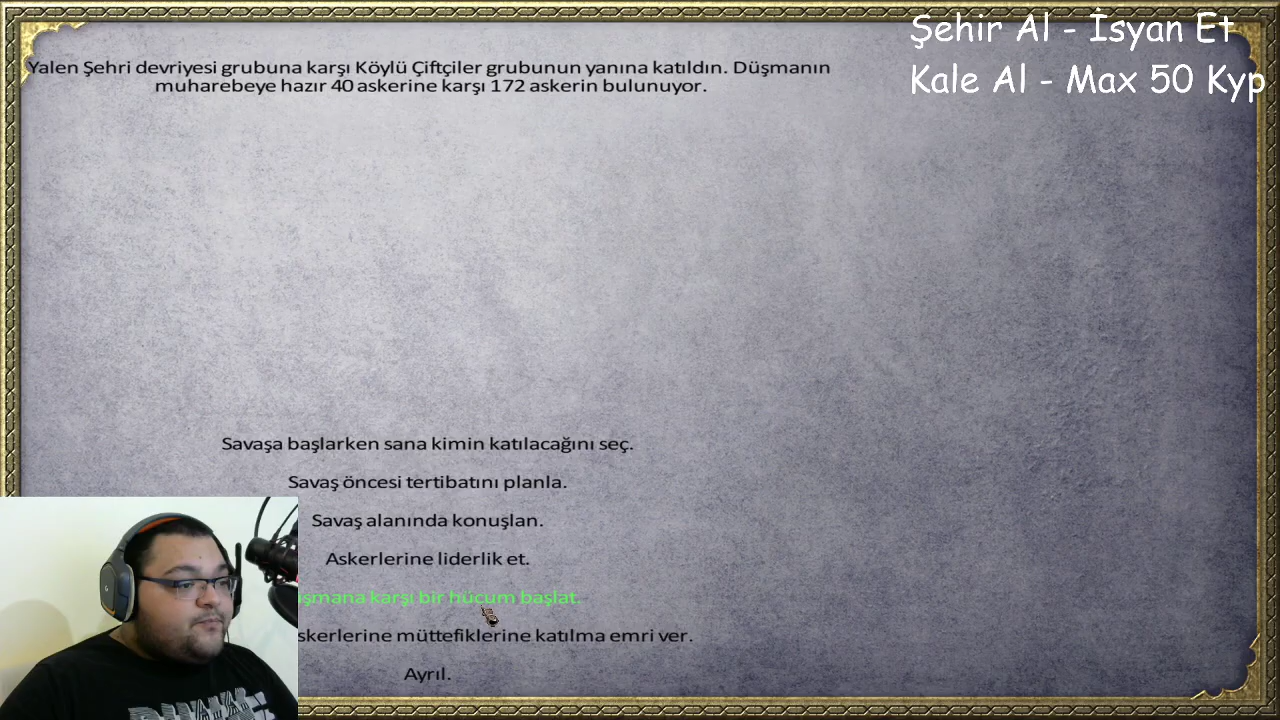 Şehir Al - İsyan Et
Kale Al - Max 50 Kyp
Yalen Şehri devriyesi grubuna karşı Köylü Çiftçiler grubunun yanına katıldın. Düşmanın
muharebeye hazır 40 askerine karşı 172 askerin bulunuyor.
Savaşa başlarken sana kimin katılacağını seç.
Savaş öncesi tertibatını planla.
Savaş alanında konuşlan.
Askerlerine liderlik et.
karşı bir hücum başlat.
müttefiklerine katılma emri ver.
Ayrıl.